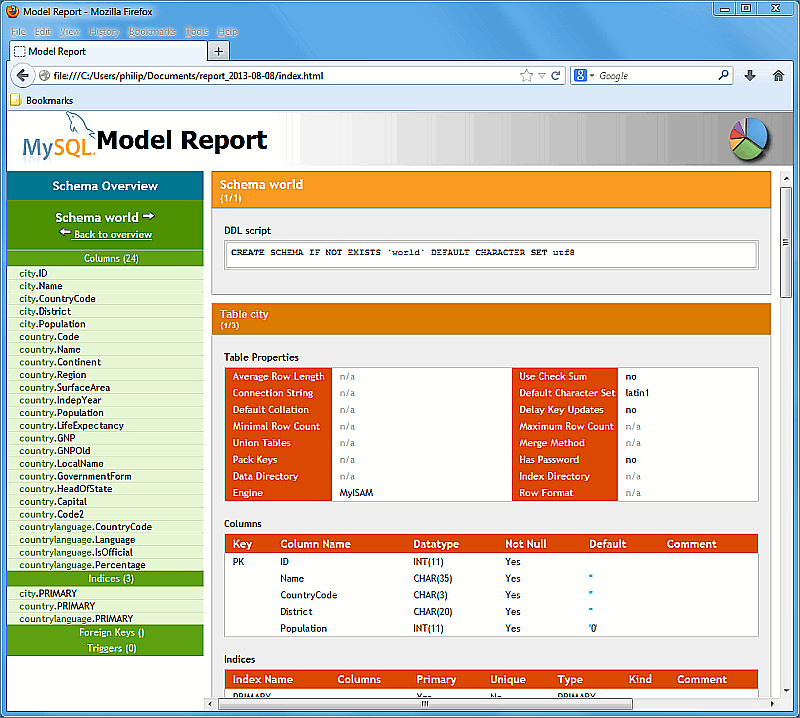 Model Report - Mozilla Firefox
File Edit View History Bookmarks Tools Help
Model Report
file:///C:/Users/philip/Documents/report_2013-08-08/index.html
Google
Bookmarks
MySQL Model Report
Schema Overview
Schema world
Back to overview
Columns (24)
city.ID
city.Name
city.CountryCode
city.District
city.Population
country.Code
country.Name
country.Continent
country.Region
country.SurfaceArea
country.IndepYear
country.Population
country.LifeExpectancy
country.GNP
country.GNPOld
country.LocalName
country.GovernmentForm
country.HeadOfState
country.Capital
country.Code2
countrylanguage.CountryCode
countrylanguage.Language
countrylanguage.IsOfficial
countrylanguage.Percentage
Indices (3)
city.PRIMARY
country.PRIMARY
countrylanguage.PRIMARY
Foreign Keys ()
Triggers (0)
Schema world
(1/1)
DDL script
CREATE SCHEMA IF NOT EXISTS `world` DEFAULT CHARACTER SET utf8
Table city
(1/3)
Table Properties
Average Row Length n/a Use Check Sum no
Connection String n/a Default Character Set latin1
Default Collation n/a Delay Key Updates no
Minimal Row Count n/a Maximum Row Count n/a
Union Tables n/a Merge Method n/a
Pack Keys n/a Has Password no
Data Directory n/a Index Directory n/a
Engine MyISAM Row Format n/a
Columns
Key Column Name Datatype Not Null Default Comment
PK ID INT(11) Yes
Name CHAR(35) Yes ''
CountryCode CHAR(3) Yes ''
District CHAR(20) Yes ''
Population INT(11) Yes '0'
Indices
Index Name Columns Primary Unique Type Kind Comment
PRIMARY Yes No PRIMARY